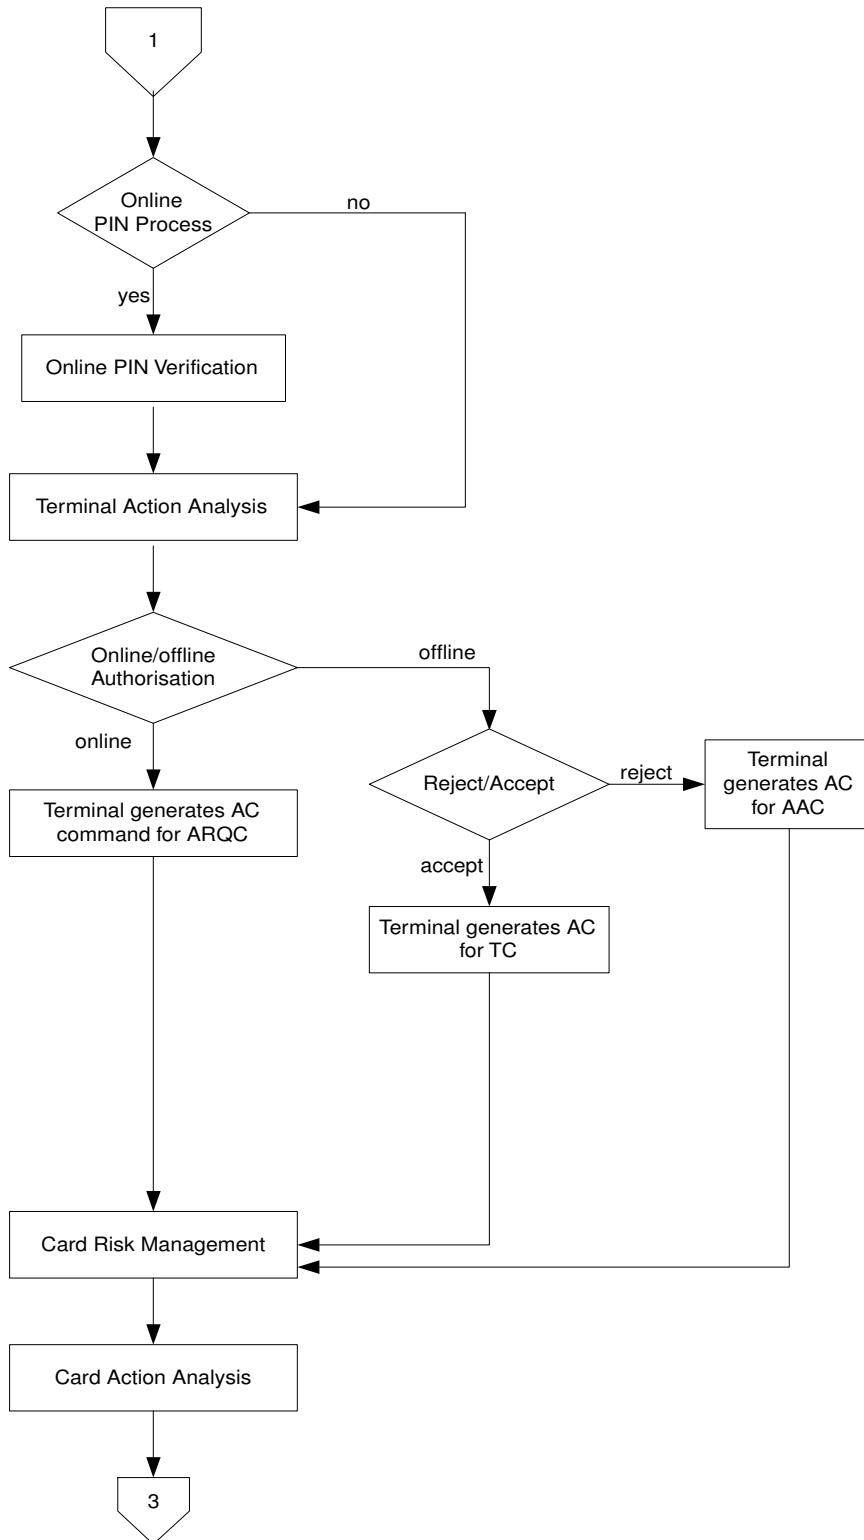 1
Online
PIN Process
no
yes
Online PIN Verification
Terminal Action Analysis
Online/offline
Authorisation
offline
online
Reject/Accept
reject
Terminal
generates AC
for AAC
Terminal generates AC
command for ARQC
accept
Terminal generates AC
for TC
Card Risk Management
Card Action Analysis
3